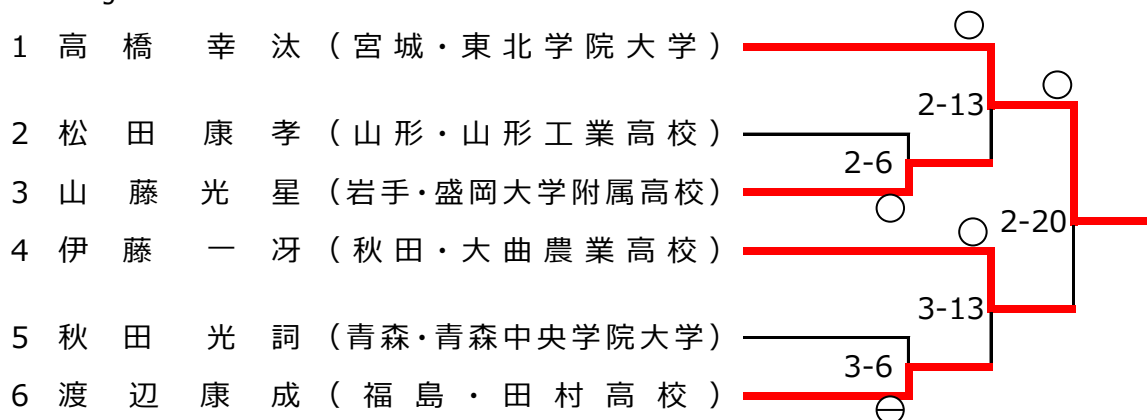 1 高橋 幸汰 (宮城・東北学院大学)
2-13
2 松田 康孝 (山形・山形工業高校)
2-6
3 山藤 光星 (岩手・盛岡大学附属高校)
2-20
4 伊藤 一冴 (秋田・大曲農業高校)
3-13
5 秋田 光詞 (青森・青森中央学院大学)
3-6
6 渡辺 康成 (福島・田村高校)